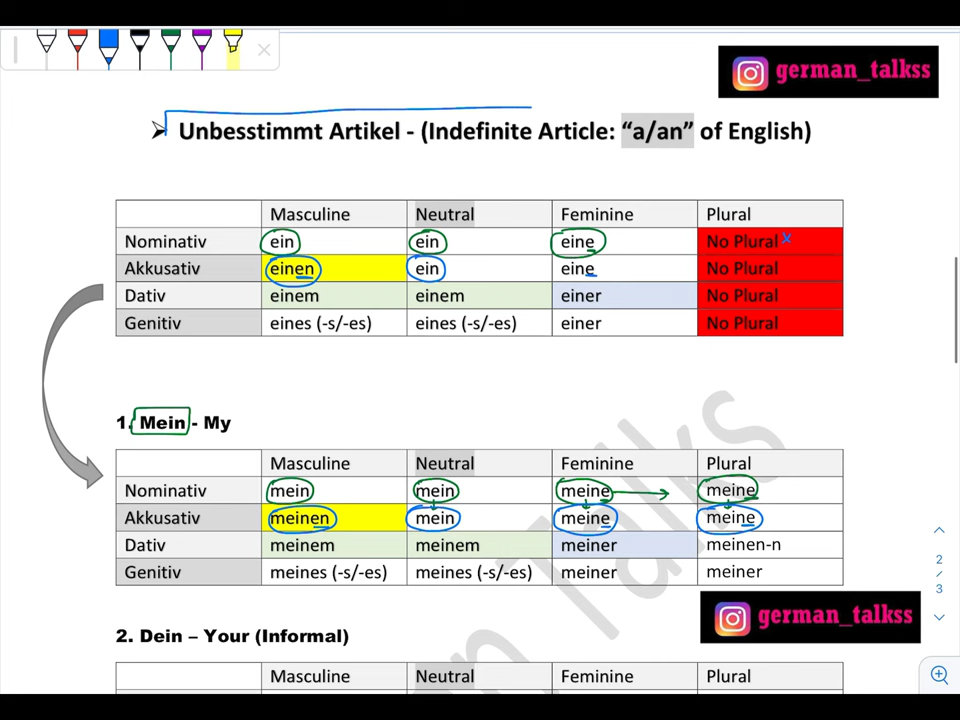 german_talkss
➢ Unbesstimmt Artikel - (Indefinite Article: “a/an” of English)
Masculine Neutral Feminine Plural
Nominativ ein ein eine No Plural x
Akkusativ einen ein eine No Plural
Dativ einem einem einer No Plural
Genitiv eines (-s/-es) eines (-s/-es) einer No Plural
1. Mein - My
Masculine Neutral Feminine Plural
Nominativ mein mein meine meine
Akkusativ meinen mein meine meine
Dativ meinem meinem meiner meinen-n
Genitiv meines (-s/-es) meines (-s/-es) meiner meiner
2
/
3
german_talkss
2. Dein – Your (Informal)
Masculine Neutral Feminine Plural
Talks